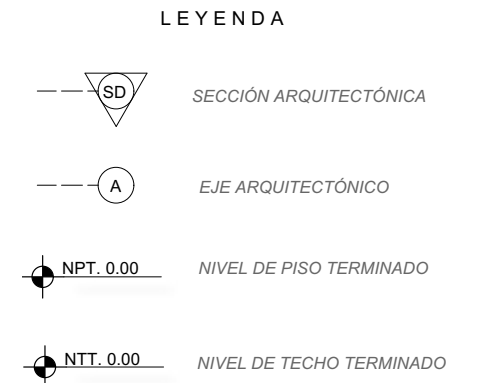 LEYENDA
SD SECCIÓN ARQUITECTÓNICA
A EJE ARQUITECTÓNICO
NPT. 0.00 NIVEL DE PISO TERMINADO
NTT. 0.00 NIVEL DE TECHO TERMINADO